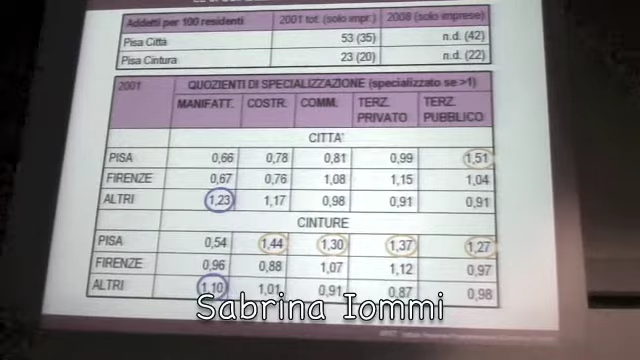 Addetti per 100 residenti 2001 tot. (solo impr.) 2008 (solo imprese)
Pisa Città 53 (35) n.d. (42)
Pisa Cintura 23 (20) n.d. (22)
2001 QUOZIENTI DI SPECIALIZZAZIONE (specializzato se >1)
MANIFATT. COSTR. COMM. TERZ. PRIVATO TERZ. PUBBLICO
CITTA'
PISA 0,66 0,78 0,81 0,99 1,51
FIRENZE 0,67 0,76 1,08 1,15 1,04
ALTRI 1,23 1,17 0,98 0,91 0,91
CINTURE
PISA 0,54 1,44 1,30 1,37 1,27
FIRENZE 0,96 0,88 1,07 1,12 0,97
ALTRI 1,10 1,01 0,91 0,87 0,98
Sabrina Iommi